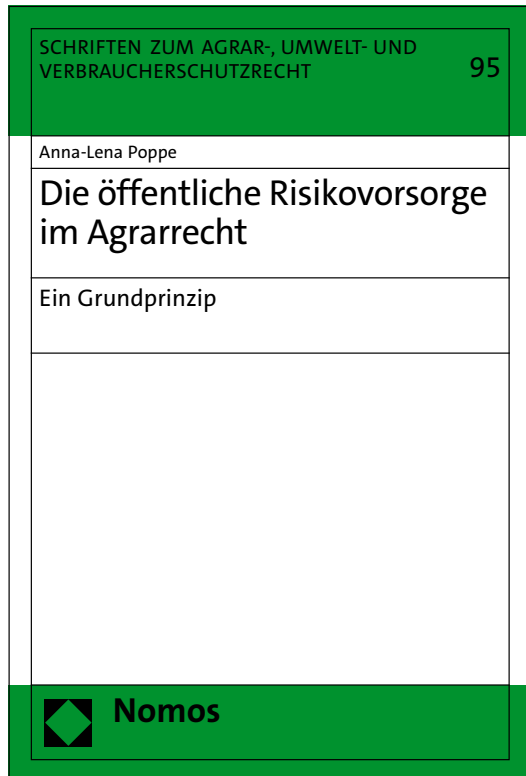 SCHRIFTEN ZUM AGRAR-, UMWELT- UND
VERBRAUCHERSCHUTZRECHT
95
Anna-Lena Poppe
Die öffentliche Risikovorsorge
im Agrarrecht
Ein Grundprinzip
Nomos